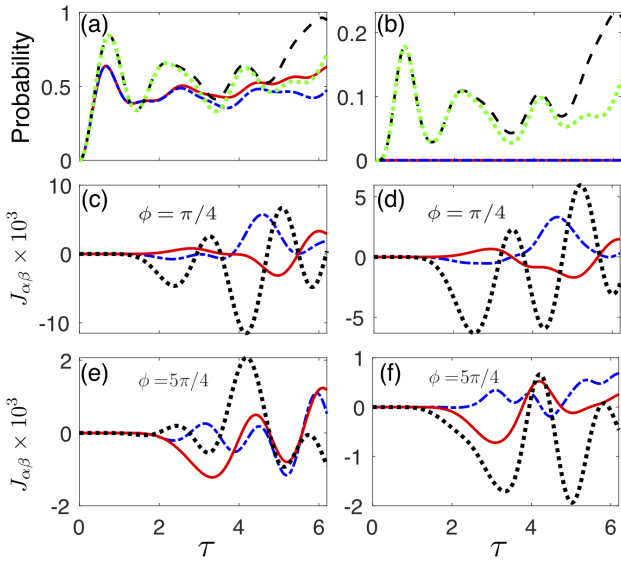 (a)
(b)
Probability
1
0.5
0
0.2
0.1
0
(c)
ϕ = π/4
(d)
ϕ = π/4
J_{αβ} × 10^3
10
0
-10
5
0
-5
(e)
ϕ = 5π/4
(f)
ϕ = 5π/4
J_{αβ} × 10^3
2
0
-2
1
0
-1
-2
0 2 4 6
0 2 4 6
τ
τ